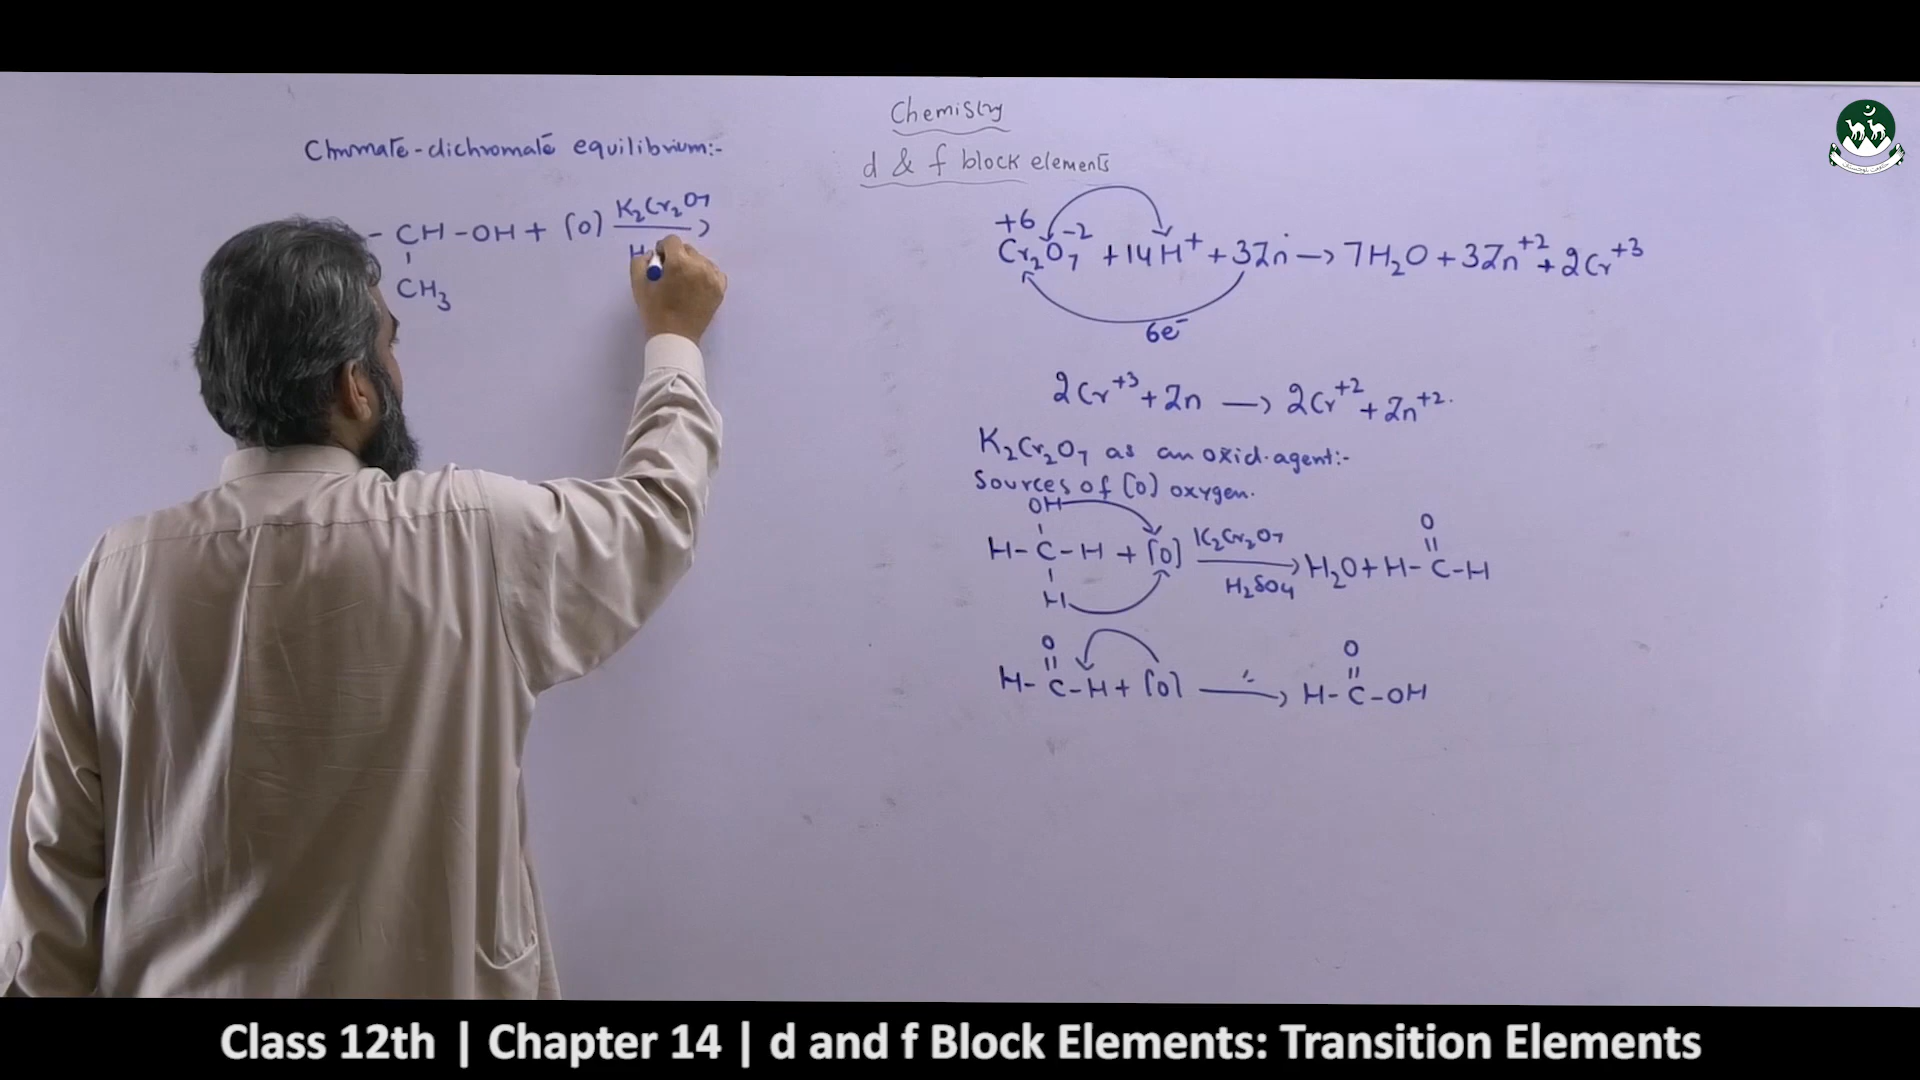 Chemistry
d & f block elements
Chromate-dichromate equilibrium:-
- CH - OH + [O] K2Cr2O7
H
CH3
+6
Cr2O7 -2 + 14H+ + 3Zn → 7H2O + 3Zn+2 + 2Cr+3
6e-
2Cr+3 + Zn → 2Cr+2 + Zn+2.
K2Cr2O7 as an oxid. agent:-
Sources of [O] oxygen.
OH
H-C-H + [O] K2Cr2O7 → H2O + H-C-H
O
H2SO4
H
O
H-C-H + [O] → H-C-OH
O
Class 12th | Chapter 14 | d and f Block Elements: Transition Elements